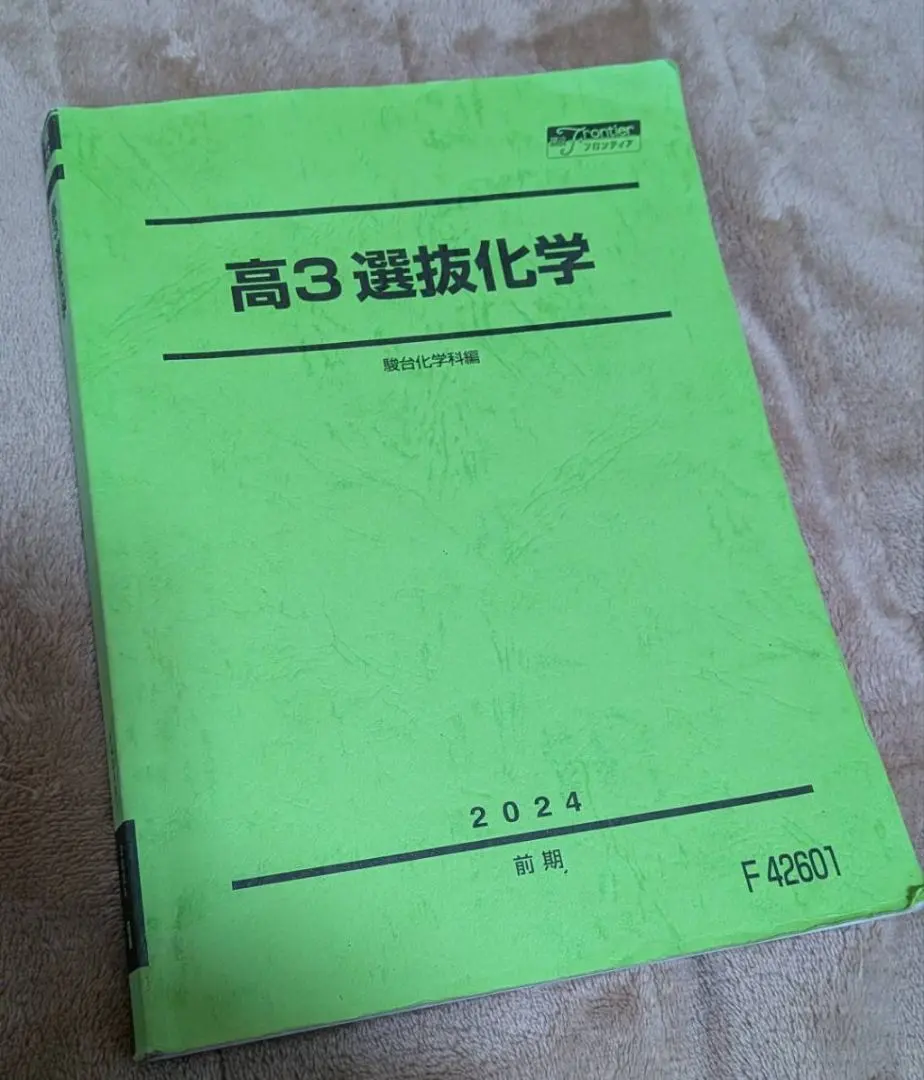 Frontier
フロンティア
高3 選抜化学
駿台化学科編
2024
前期
F42601